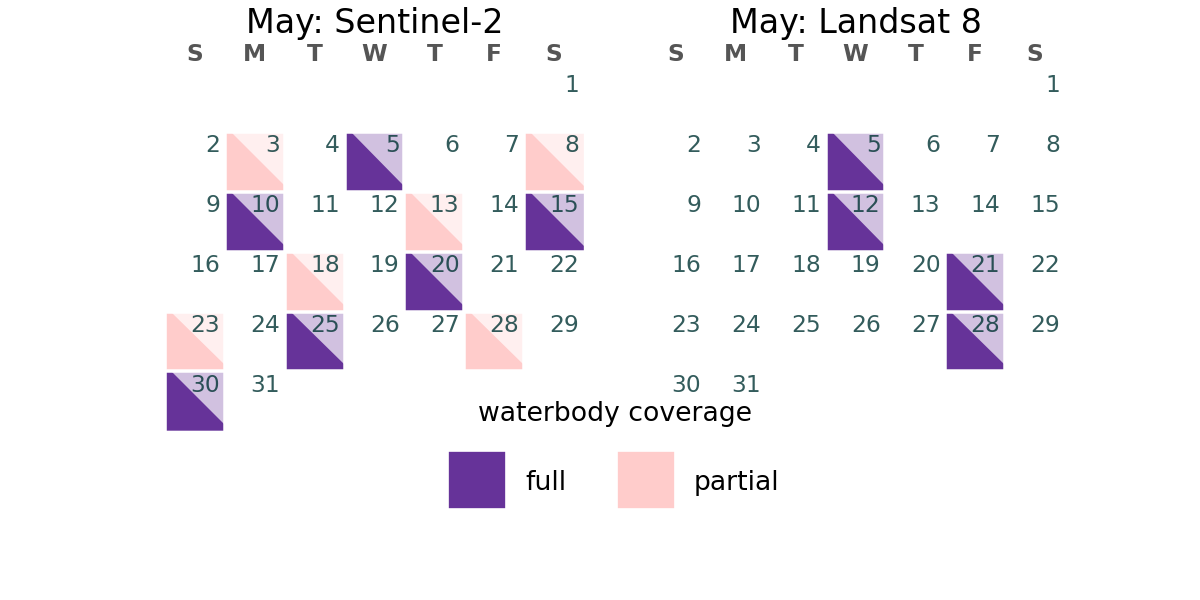 May: Sentinel-2
S M T W T F S
1
2 3 4 5 6 7 8
9 10 11 12 13 14 15
16 17 18 19 20 21 22
23 24 25 26 27 28 29
30 31
May: Landsat 8
S M T W T F S
1
2 3 4 5 6 7 8
9 10 11 12 13 14 15
16 17 18 19 20 21 22
23 24 25 26 27 28 29
30 31
waterbody coverage
full
partial